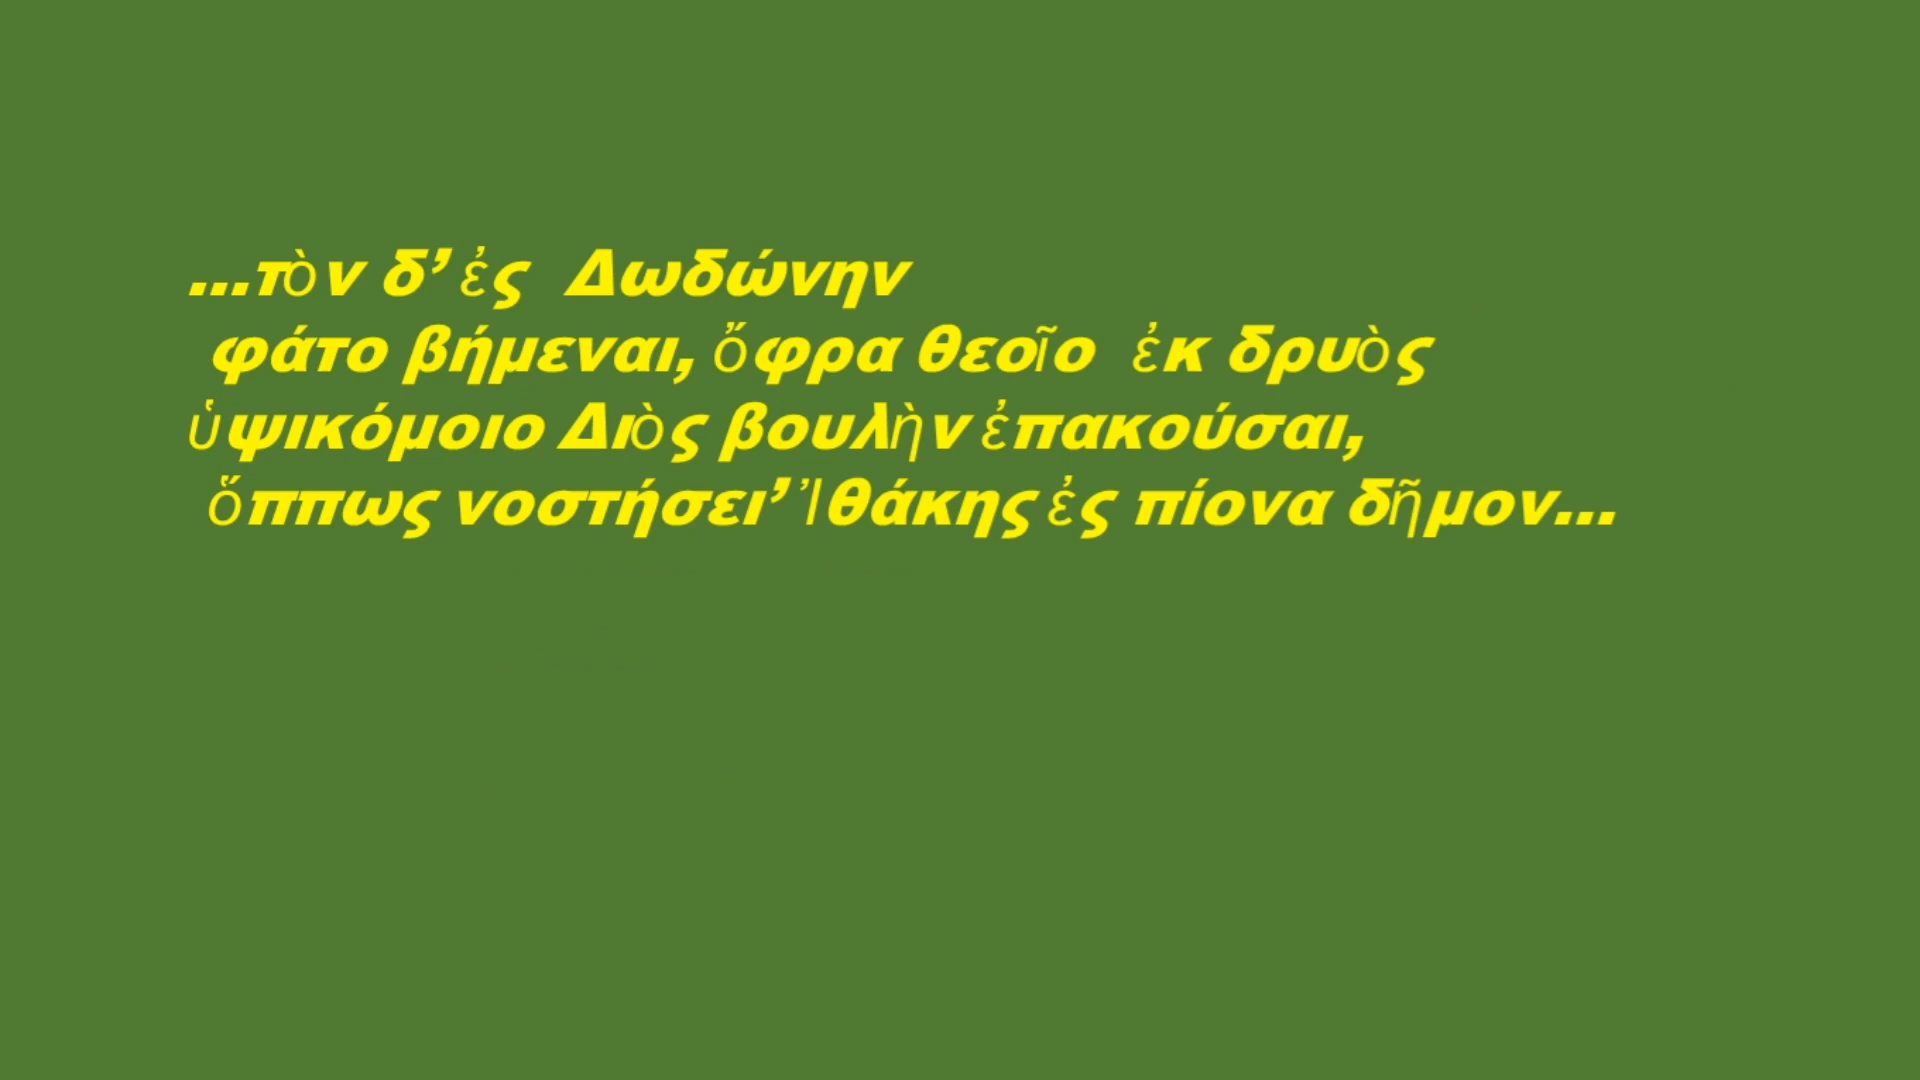 ...τὸν δ’ ἐς Δωδώνην
φάτο βήμεναι, ὄφρα θεοῖο ἐκ δρυὸς
ὑψικόμοιο Διὸς βουλὴν ἐπακούσαι,
ὅππως νοστήσει’ Ἰθάκης ἐς πίονα δῆμον...